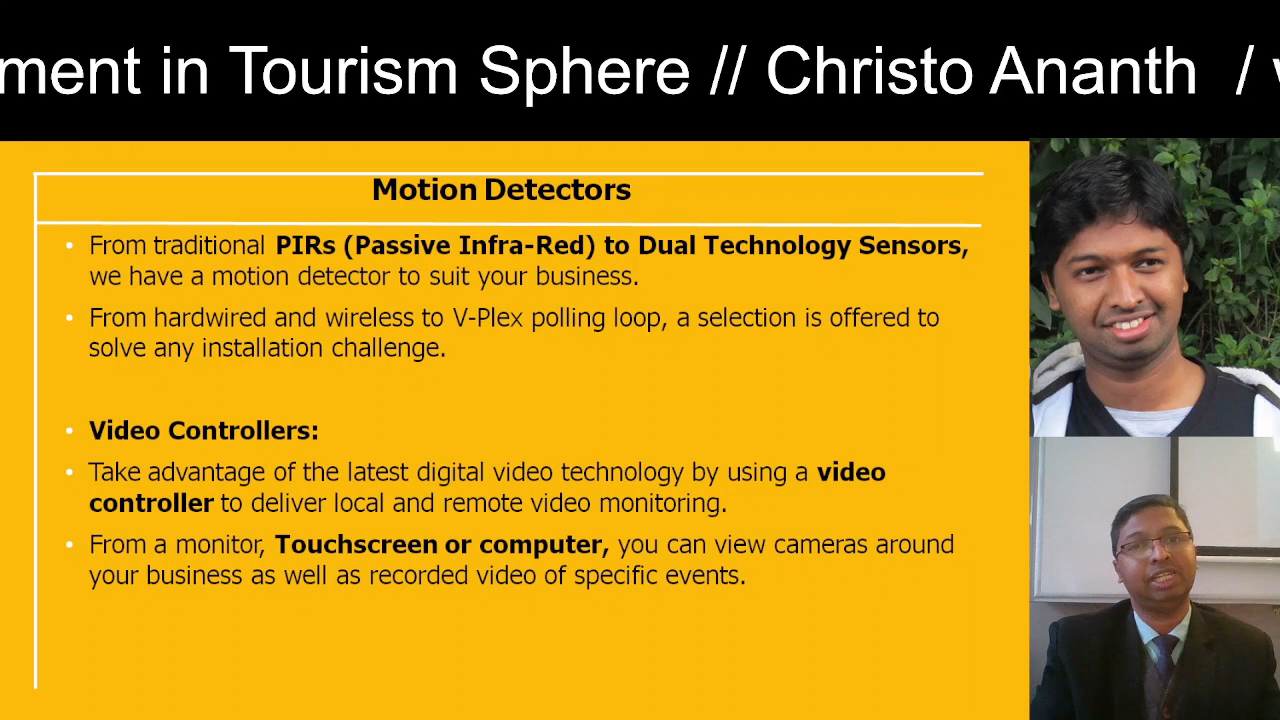 ment in Tourism Sphere // Christo Ananth / 
Motion Detectors
• From traditional PIRs (Passive Infra-Red) to Dual Technology Sensors,
we have a motion detector to suit your business.
• From hardwired and wireless to V-Plex polling loop, a selection is offered to
solve any installation challenge.
• Video Controllers:
• Take advantage of the latest digital video technology by using a video
controller to deliver local and remote video monitoring.
• From a monitor, Touchscreen or computer, you can view cameras around
your business as well as recorded video of specific events.